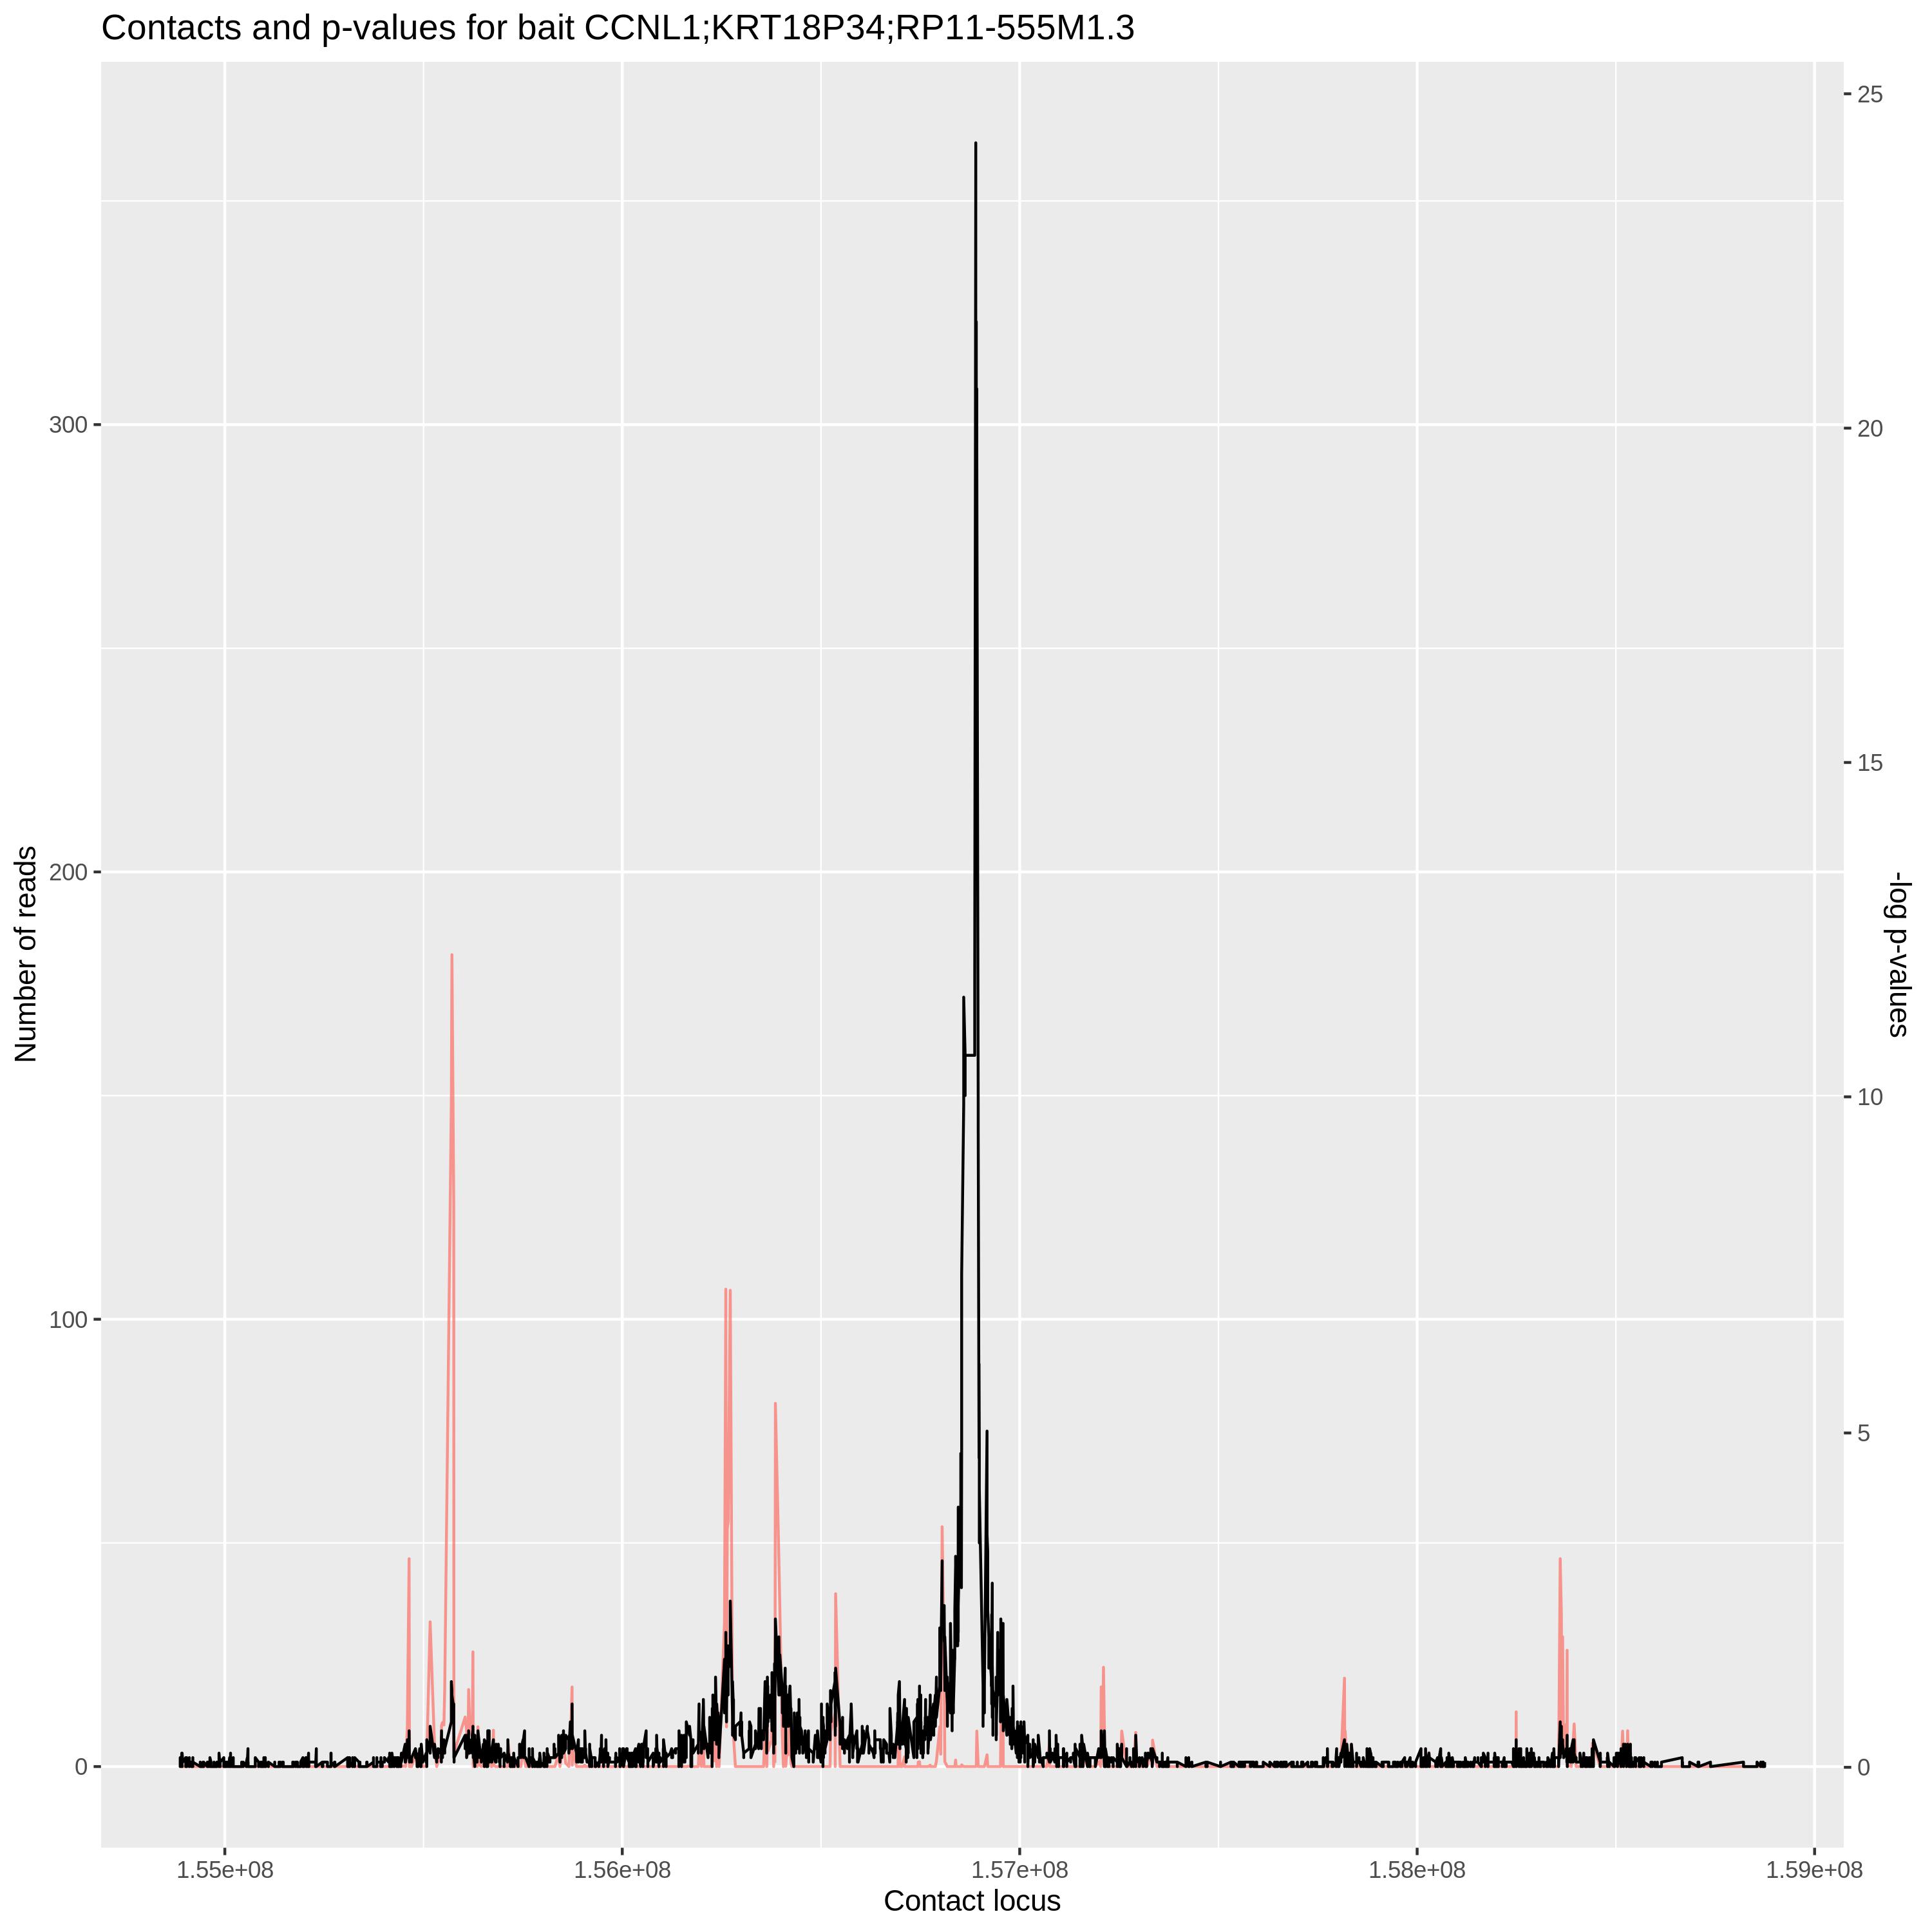 Contacts and p-values for bait CCNL1;KRT18P34;RP11-555M1.3
25
300
20
15
Number of reads
200
-log p-values
10
100
5
0
0
1.55e+08
1.56e+08
1.57e+08
1.58e+08
1.59e+08
Contact locus